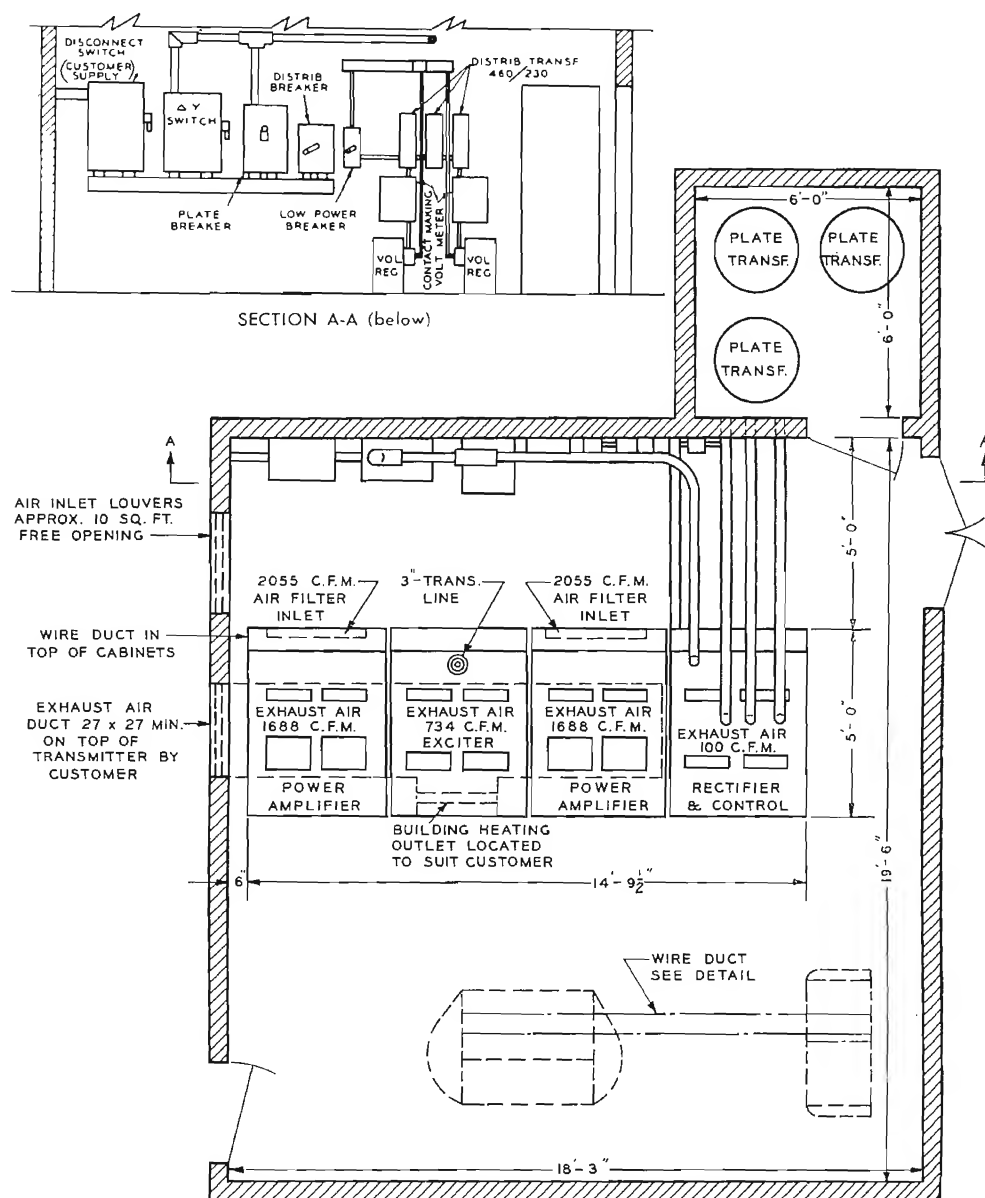 DISCONNECT
SWITCH
(CUSTOMER
SUPPLY)
Δ Y
SWITCH
DISTRIB
BREAKER
DISTRIB TRANSF
460/230
PLATE
BREAKER
LOW POWER
BREAKER
CONTACT MAKING
VOLT METER
VOL
REG
VOL
REG
SECTION A-A (below)
6'-0"
PLATE
TRANSF.
PLATE
TRANSF.
PLATE
TRANSF.
6'-0"
A
A
AIR INLET LOUVERS
APPROX. 10 SQ. FT.
FREE OPENING
5'-0"
2055 C.F.M.
AIR FILTER
INLET
3"-TRANS.
LINE
2055 C.F.M.
AIR FILTER
INLET
WIRE DUCT IN
TOP OF CABINETS
EXHAUST AIR
DUCT 27 x 27 MIN.
ON TOP OF
TRANSMITTER BY
CUSTOMER
EXHAUST AIR
1688 C.F.M.
POWER
AMPLIFIER
EXHAUST AIR
734 C.F.M.
EXCITER
EXHAUST AIR
1688 C.F.M.
POWER
AMPLIFIER
EXHAUST AIR
100 C.F.M.
RECTIFIER
& CONTROL
5'-0"
BUILDING HEATING
OUTLET LOCATED
TO SUIT CUSTOMER
6"
14'-9½"
19'-6"
WIRE DUCT
SEE DETAIL
18'-3"